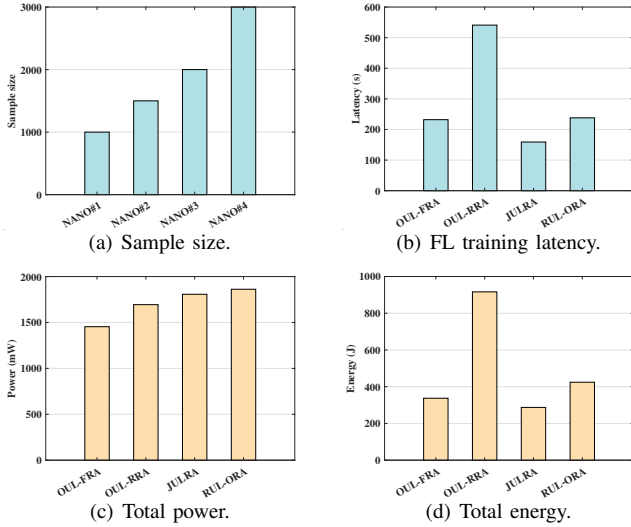 3000
2000
1000
0
Sample size
NANO#1 NANO#2 NANO#3 NANO#4
(a) Sample size.
600
500
400
300
200
100
0
Latency (s)
OUL-FRA OUL-RRA JULRA RUL-ORA
(b) FL training latency.
2000
1500
1000
500
0
Power (mW)
OUL-FRA OUL-RRA JULRA RUL-ORA
(c) Total power.
1000
800
600
400
200
0
Energy (J)
OUL-FRA OUL-RRA JULRA RUL-ORA
(d) Total energy.